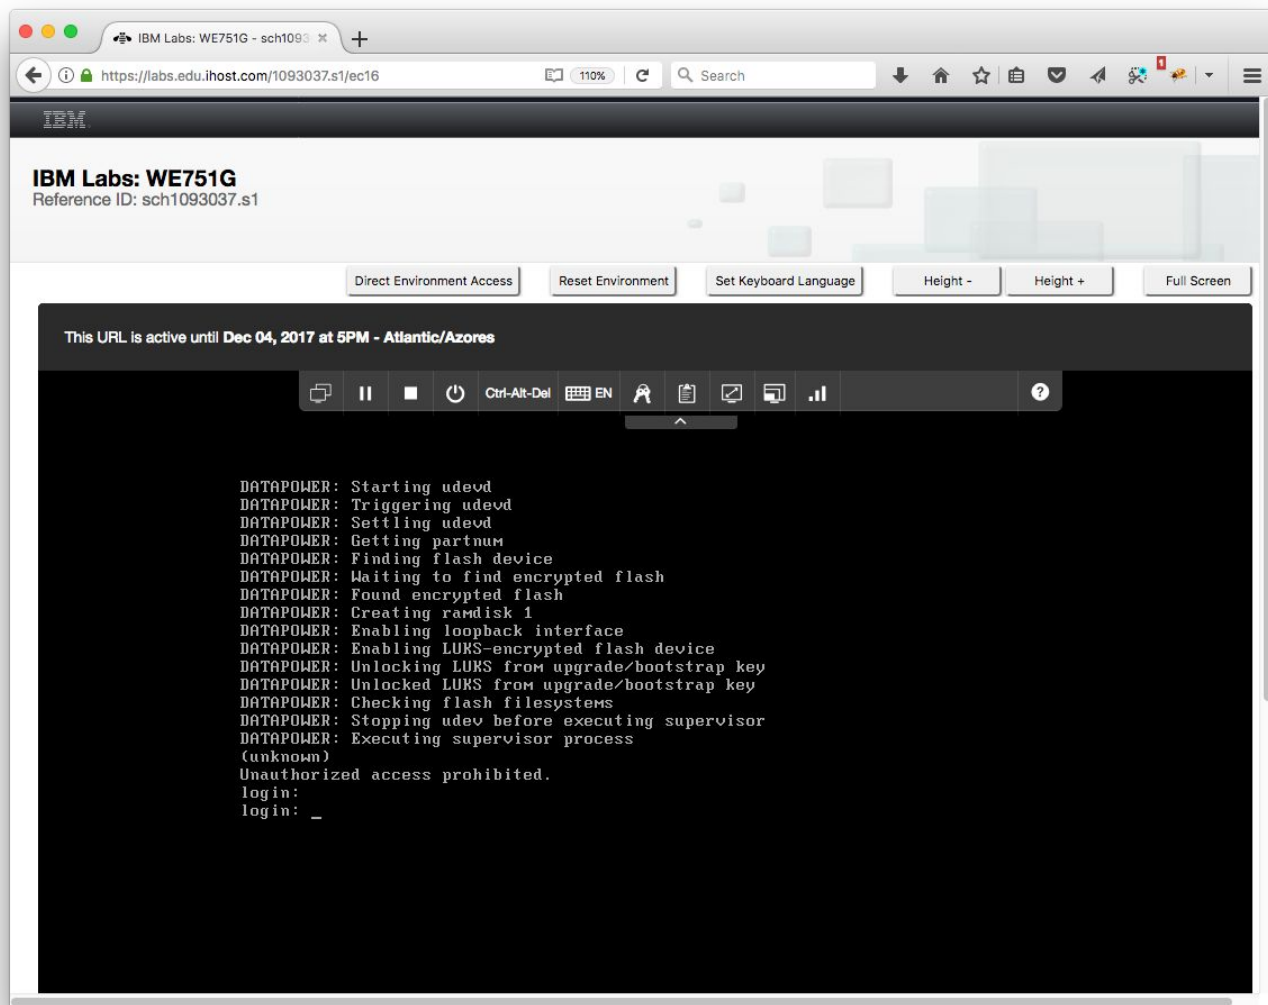 IBM Labs: WE751G - sch1093
https://labs.edu.ihost.com/1093037.s1/ec16
110%
Search
1
IBM
IBM Labs: WE751G
Reference ID: sch1093037.s1
Direct Environment Access
Reset Environment
Set Keyboard Language
Height -
Height +
Full Screen
This URL is active until Dec 04, 2017 at 5PM - Atlantic/Azores
Ctrl-Alt-Del
EN
DATAPOWER: Starting udevd
DATAPOWER: Triggering udevd
DATAPOWER: Settling udevd
DATAPOWER: Getting partnum
DATAPOWER: Finding flash device
DATAPOWER: Waiting to find encrypted flash
DATAPOWER: Found encrypted flash
DATAPOWER: Creating ramdisk 1
DATAPOWER: Enabling loopback interface
DATAPOWER: Enabling LUKS-encrypted flash device
DATAPOWER: Unlocking LUKS from upgrade/bootstrap key
DATAPOWER: Unlocked LUKS from upgrade/bootstrap key
DATAPOWER: Checking flash filesystems
DATAPOWER: Stopping udev before executing supervisor
DATAPOWER: Executing supervisor process
(unknown)
Unauthorized access prohibited.
login:
login: _